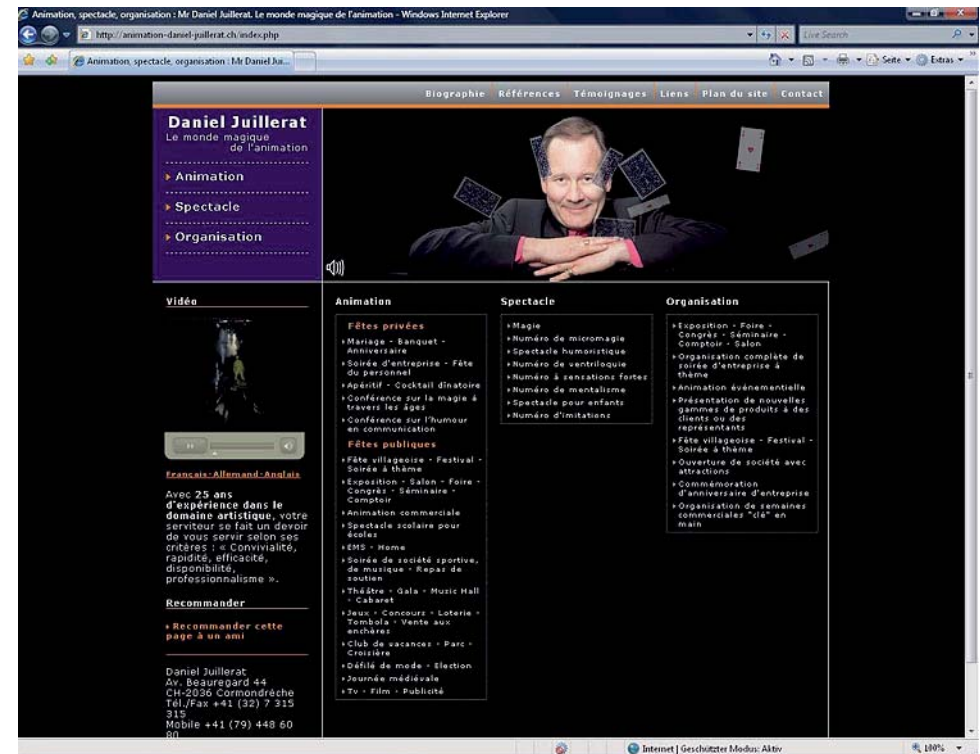 Animation, spectacle, organisation : Mr Daniel Juillerat. Le monde magique de l'animation - Windows Internet Explorer
http://animation-daniel-juillerat.ch/index.php
Live Search
Animation, spectacle, organisation : Mr Daniel Jui...
Seite
Extras
Biographie Références Témoignages Liens Plan du site Contact
Daniel Juillerat
Le monde magique
de l'animation
Animation
Spectacle
Organisation
Vidéo
Français-Allemand-Anglais
Avec 25 ans
d'expérience dans le
domaine artistique, votre
serviteur se fait un devoir
de vous servir selon ses
critères : « Convivialité,
rapidité, efficacité,
disponibilité,
professionnalisme ».
Recommander
Recommander cette
page à un ami
Daniel Juillerat
Av. Beauregard 44
CH-2036 Cormondrèche
Tél./Fax +41 (32) 7 315
315
Mobile +41 (79) 448 60
80
Animation
Fêtes privées
Mariage - Banquet -
Anniversaire
Soirée d'entreprise - Fête
du personnel
Apéritif - Cocktail dînatoire
Conférence sur la magie à
travers les âges
Conférence sur l'humour
en communication
Fêtes publiques
Fête villageoise - Festival -
Soirée à thème
Exposition - Salon - Foire -
Congrès - Séminaire -
Comptoir
Animation commerciale
Spectacle scolaire pour
écoles
EMS - Home
Soirée de société sportive,
de musique - Repas de
soutien
Théâtre - Gala - Music Hall
- Cabaret
Jeux - Concours - Loterie -
Tombola - Vente aux
enchères
Club de vacances - Parc -
Croisière
Défilé de mode - Election
Journée médiévale
Tv - Film - Publicité
Spectacle
Magie
Numéro de micromagie
Spectacle humoristique
Numéro de ventriloquie
Numéro à sensations fortes
Numéro de mentalisme
Spectacle pour enfants
Numéro d'imitations
Organisation
Exposition - Foire -
Congrès - Séminaire -
Comptoir - Salon
Organisation complète de
soirée d'entreprise à
thème
Animation événementielle
Présentation de nouvelles
gammes de produits à des
clients ou des
représentants
Fête villageoise - Festival -
Soirée à thème
Ouverture de société avec
attractions
Commémoration
d'anniversaire d'entreprise
Organisation de semaines
commerciales "clé" en
main
Internet | Geschützter Modus: Aktiv
100%